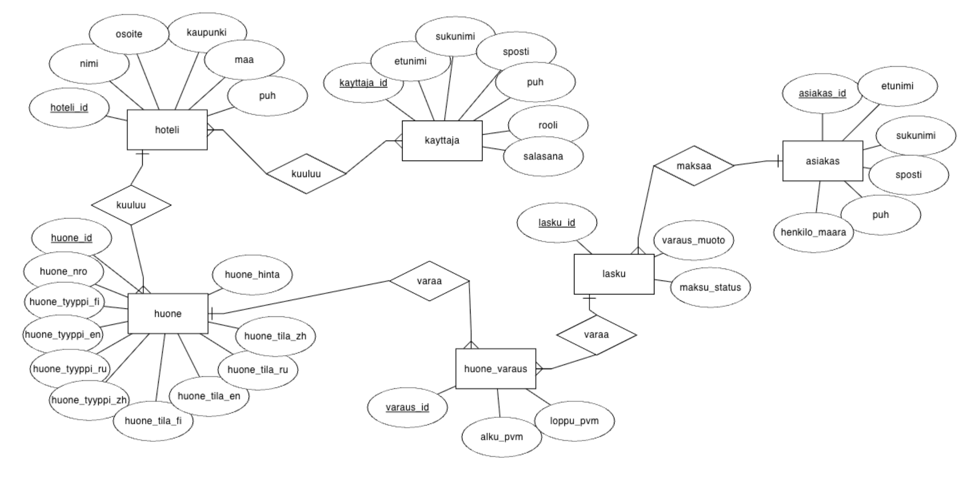 osoite
kaupunki
nimi
maa
hoteli_id
puh
hoteli
sukunimi
etunimi
sposti
kayttaja_id
puh
kayttaja
rooli
salasana
kuuluu
kuuluu
asiakas_id
etunimi
asiakas
sukunimi
sposti
puh
henkilo_maara
maksaa
lasku_id
varaus_muoto
lasku
maksu_status
huone_id
huone_nro
huone_tyyppi_fi
huone_tyyppi_en
huone_tyyppi_ru
huone_tyyppi_zh
huone
huone_hinta
huone_tila_zh
huone_tila_ru
huone_tila_en
huone_tila_fi
varaa
varaa
huone_varaus
varaus_id
alku_pvm
loppu_pvm